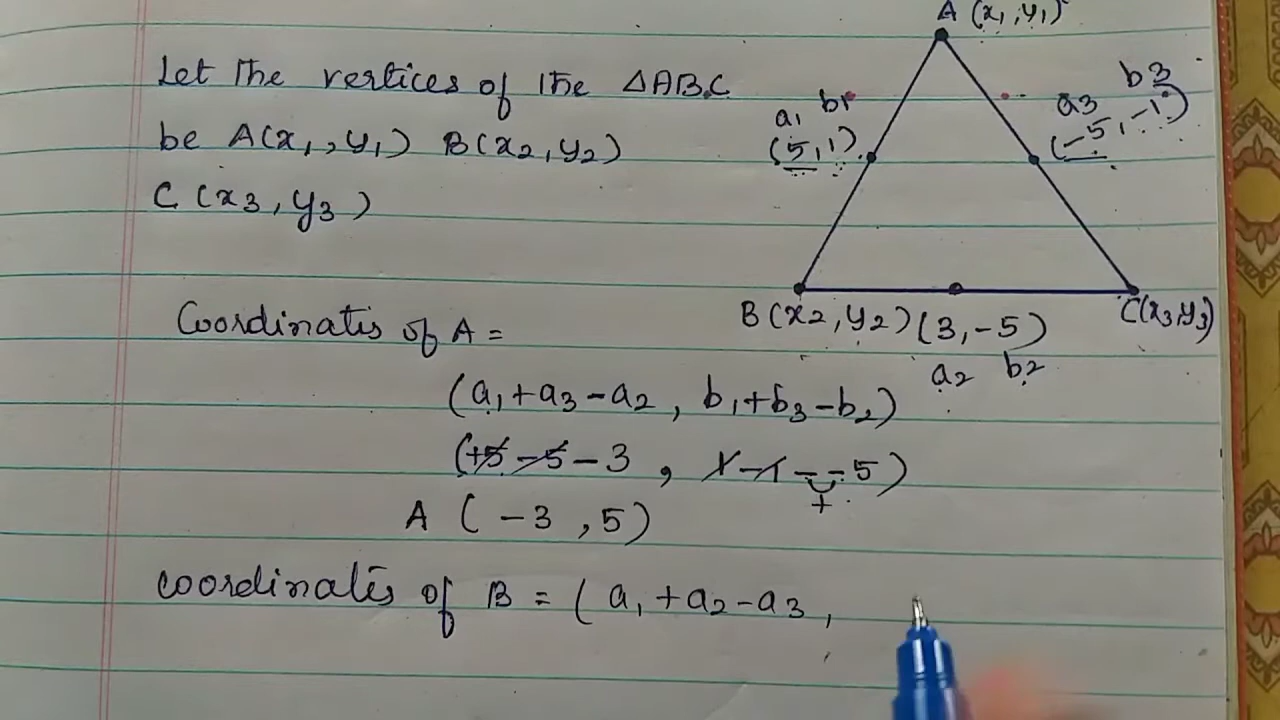 A (x₁,y₁)
Let The vertices of the ΔABC
be A(x₁,y₁) B(x₂,y₂)
C (x₃,y₃)
a₁ b₁
(5,1)
a₃ b₃
(-5,-1)
B(x₂,y₂) (3,-5) C(x₃,y₃)
a₂ b₂
Coordinates of A =
(a₁+a₃-a₂, b₁+b₃-b₂)
(+5-5-3, 1-1--5)
+
A (-3,5)
coordinates of B = (a₁+a₂-a₃,